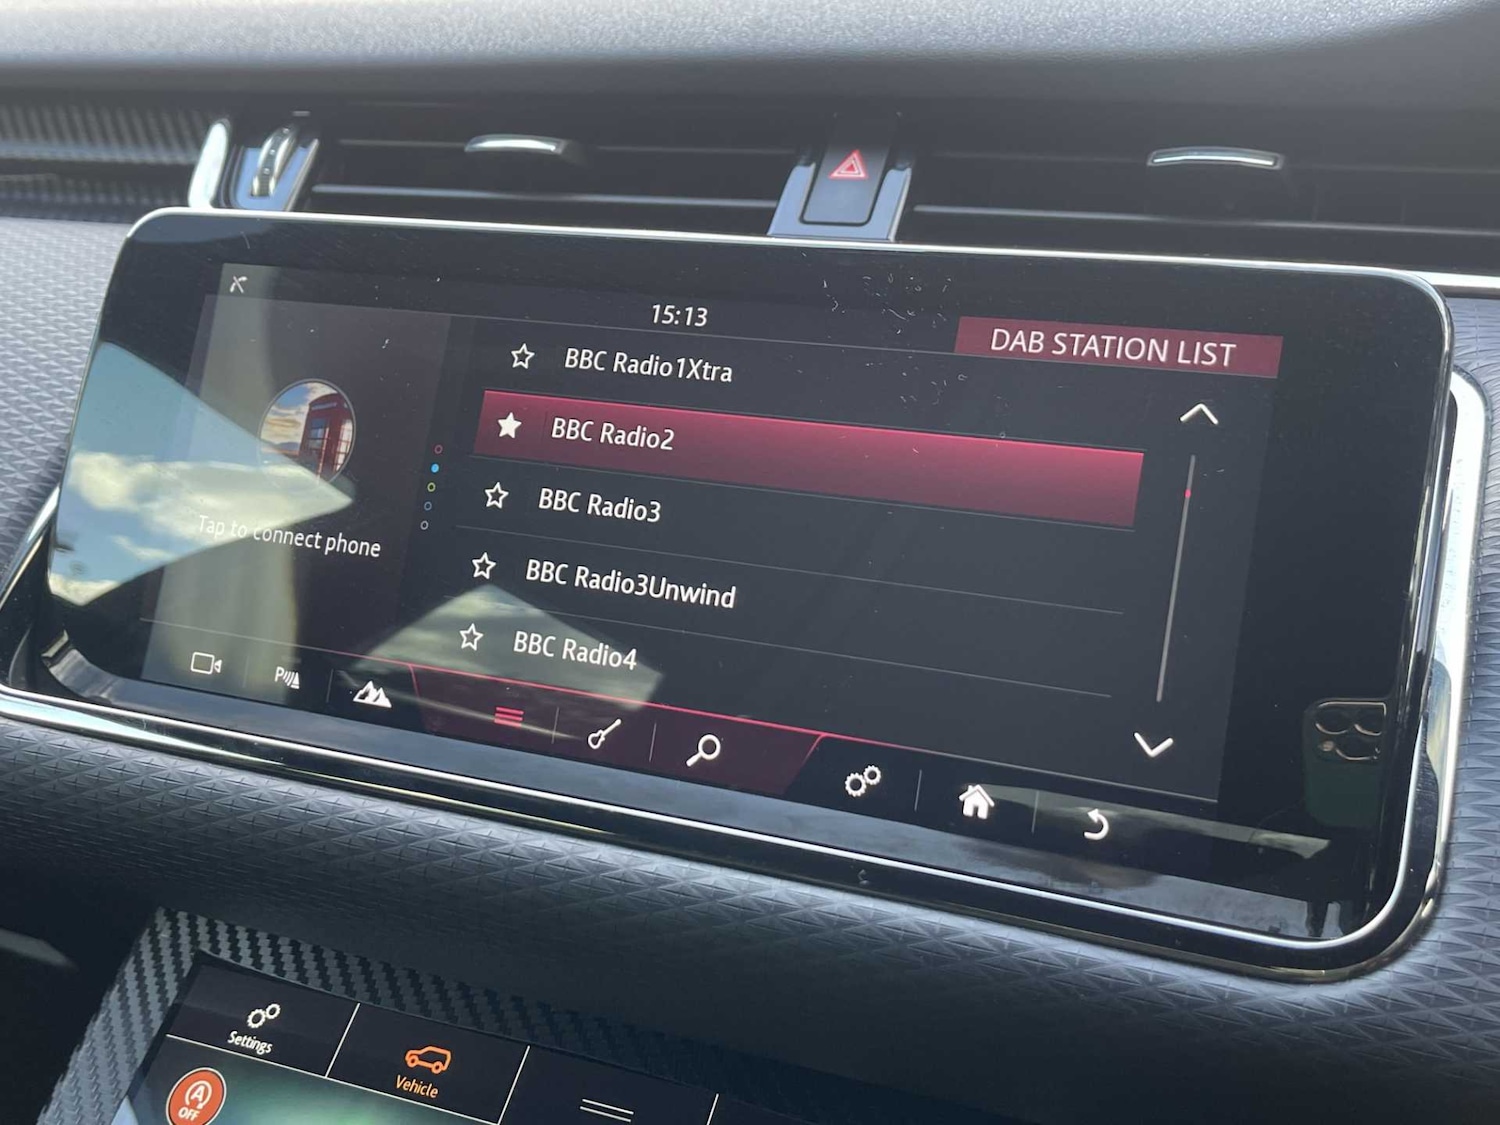 15:13
DAB STATION LIST
BBC Radio1Xtra
BBC Radio2
BBC Radio3
BBC Radio3Unwind
BBC Radio4
Tap to connect phone
P
Settings
Vehicle
A
OFF